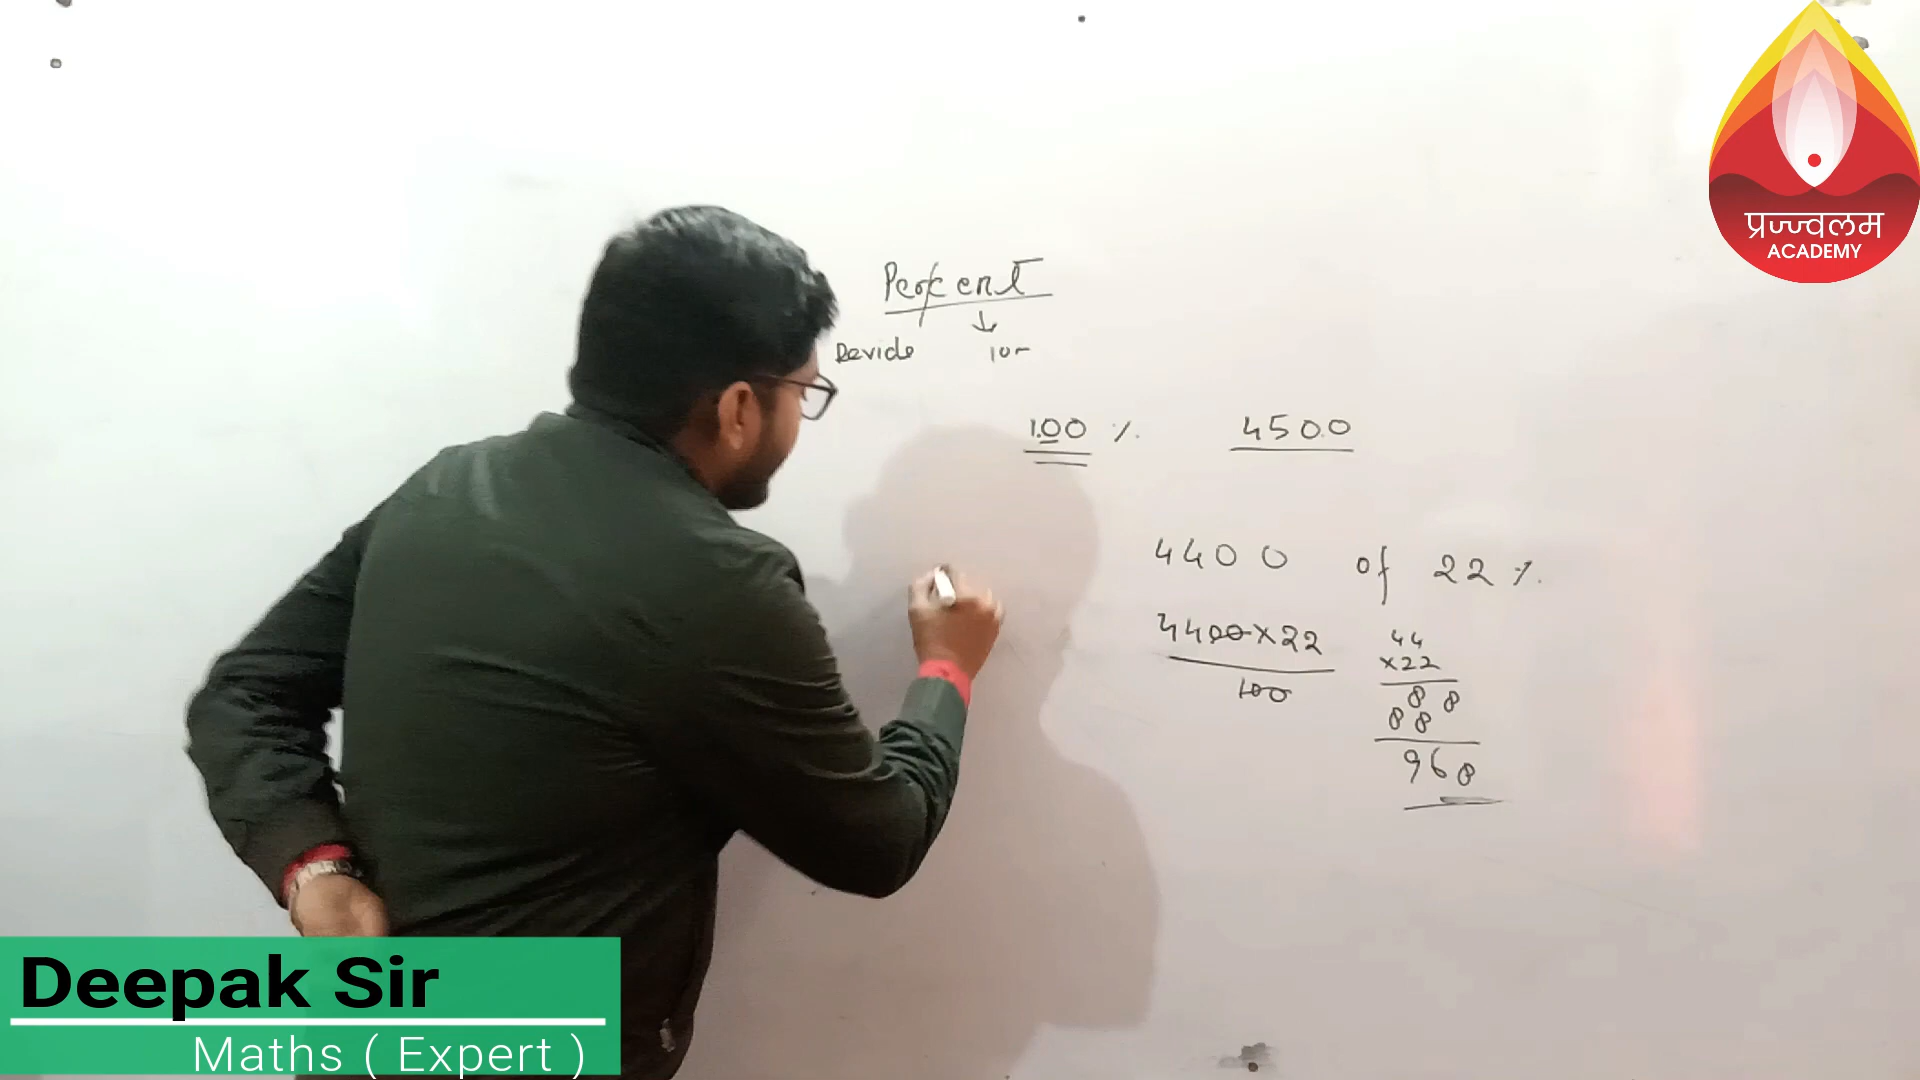 प्रज्ज्वलम
ACADEMY
Percent
↓
Devide 10
100 % 4500
4400 of 22 %
4400×22
100
44
×22
88
88
968
Deepak Sir
Maths ( Expert )